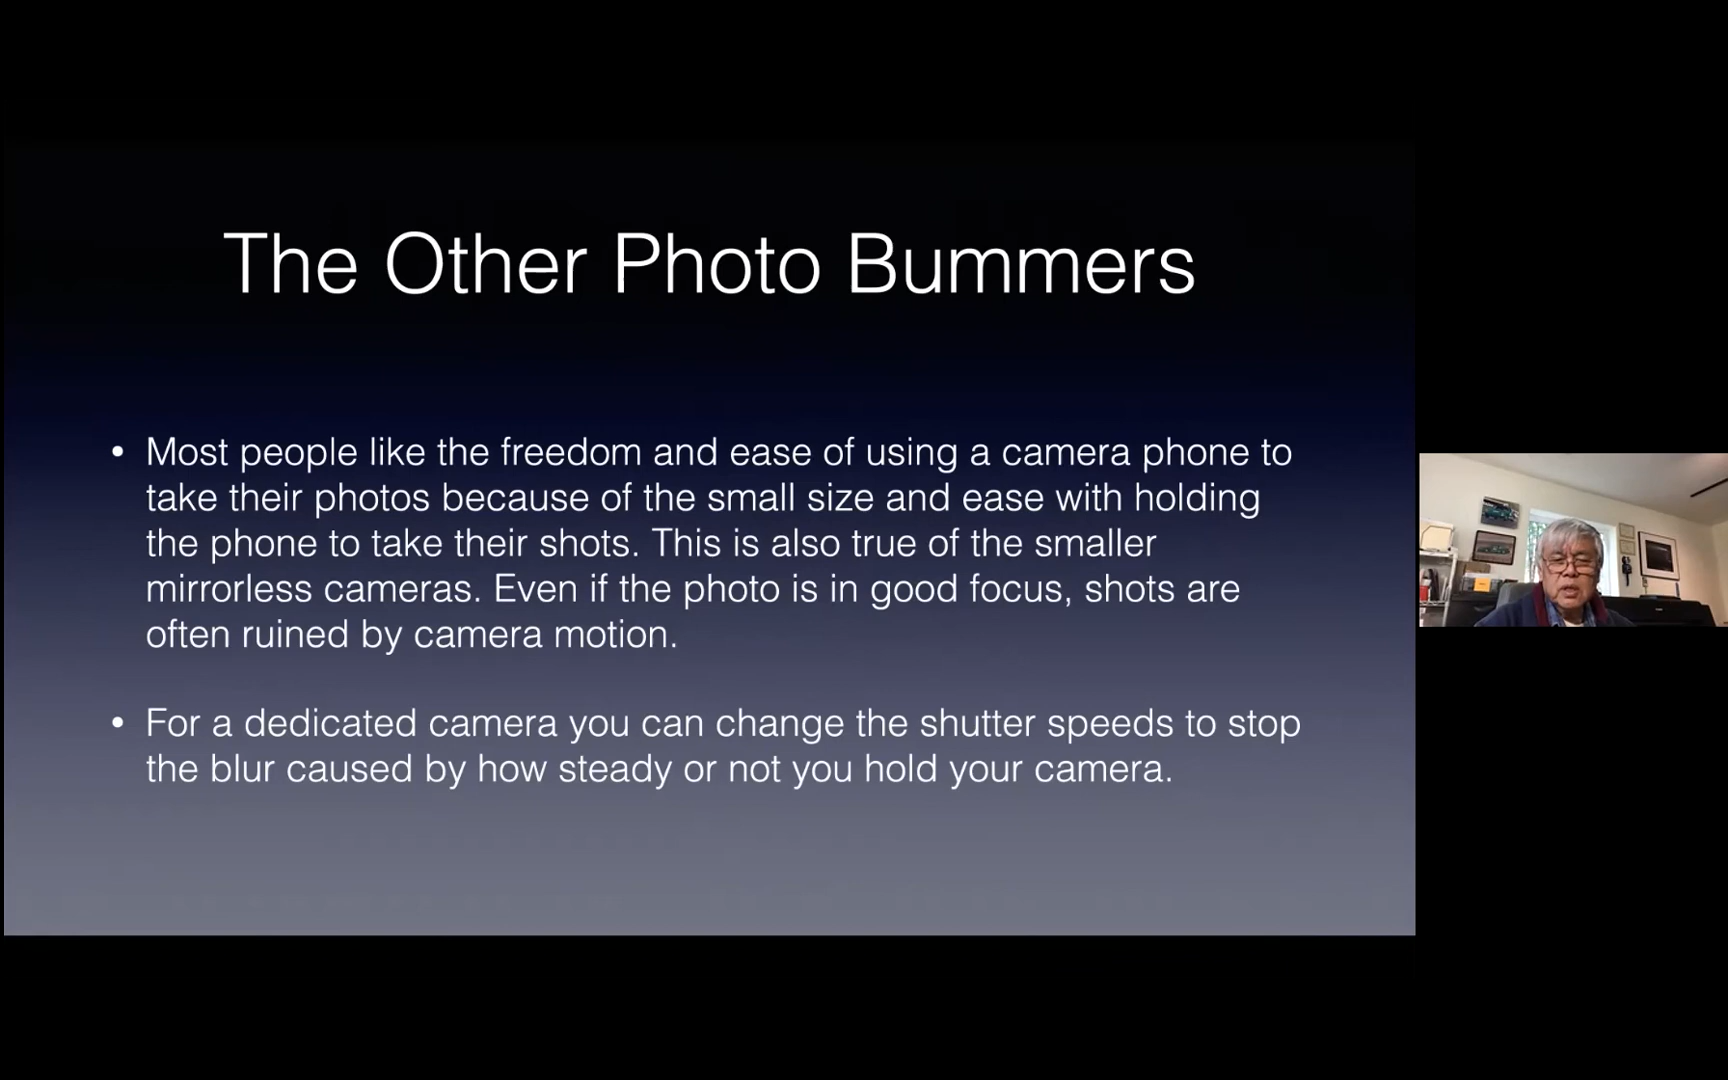 The Other Photo Bummers
• Most people like the freedom and ease of using a camera phone to
take their photos because of the small size and ease with holding
the phone to take their shots. This is also true of the smaller
mirrorless cameras. Even if the photo is in good focus, shots are
often ruined by camera motion.
• For a dedicated camera you can change the shutter speeds to stop
the blur caused by how steady or not you hold your camera.